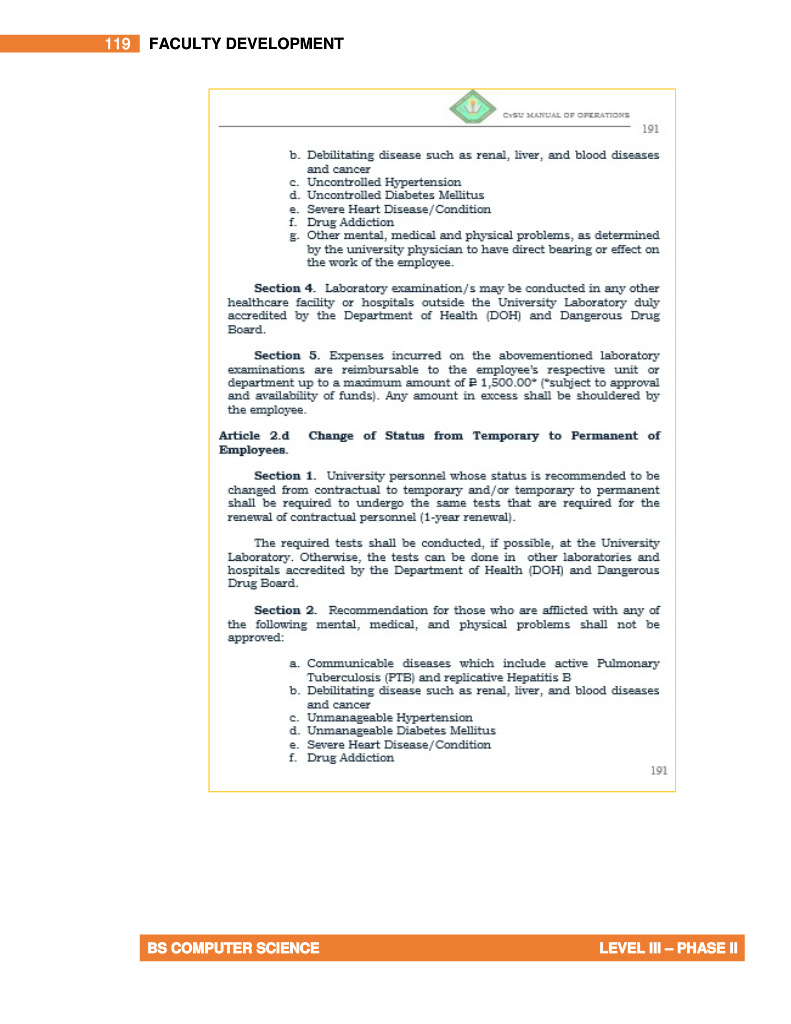 119 FACULTY DEVELOPMENT
CvSU MANUAL OF OPERATIONS
191
b. Debilitating disease such as renal, liver, and blood diseases
and cancer
c. Uncontrolled Hypertension
d. Uncontrolled Diabetes Mellitus
e. Severe Heart Disease/Condition
f. Drug Addiction
g. Other mental, medical and physical problems, as determined
by the university physician to have direct bearing or effect on
the work of the employee.
Section 4. Laboratory examination/s may be conducted in any other
healthcare facility or hospitals outside the University Laboratory duly
accredited by the Department of Health (DOH) and Dangerous Drug
Board.
Section 5. Expenses incurred on the abovementioned laboratory
examinations are reimbursable to the employee's respective unit or
department up to a maximum amount of ₱ 1,500.00* (*subject to approval
and availability of funds). Any amount in excess shall be shouldered by
the employee.
Article 2.d Change of Status from Temporary to Permanent of
Employees.
Section 1. University personnel whose status is recommended to be
changed from contractual to temporary and/or temporary to permanent
shall be required to undergo the same tests that are required for the
renewal of contractual personnel (1-year renewal).
The required tests shall be conducted, if possible, at the University
Laboratory. Otherwise, the tests can be done in other laboratories and
hospitals accredited by the Department of Health (DOH) and Dangerous
Drug Board.
Section 2. Recommendation for those who are afflicted with any of
the following mental, medical, and physical problems shall not be
approved:
a. Communicable diseases which include active Pulmonary
Tuberculosis (PTB) and replicative Hepatitis B
b. Debilitating disease such as renal, liver, and blood diseases
and cancer
c. Unmanageable Hypertension
d. Unmanageable Diabetes Mellitus
e. Severe Heart Disease/Condition
f. Drug Addiction
191
BS COMPUTER SCIENCE LEVEL III – PHASE II